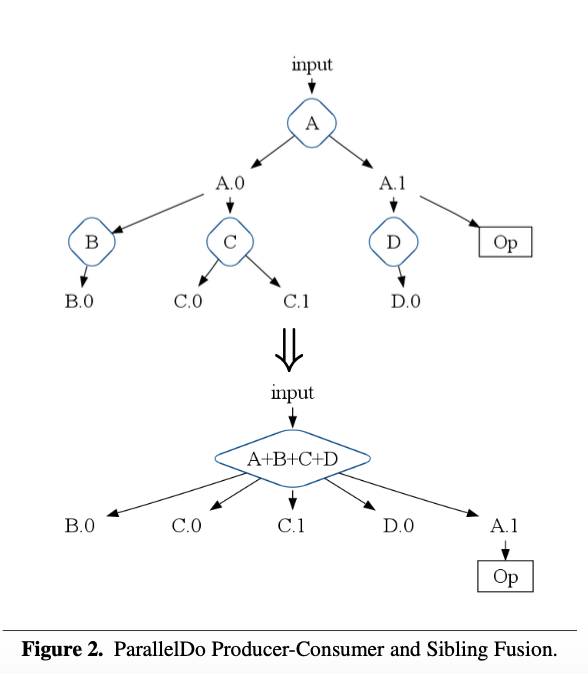 input
A
A.0 A.1
B C D Op
B.0 C.0 C.1 D.0
input
A+B+C+D
B.0 C.0 C.1 D.0 A.1
Op
Figure 2. ParallelDo Producer-Consumer and Sibling Fusion.